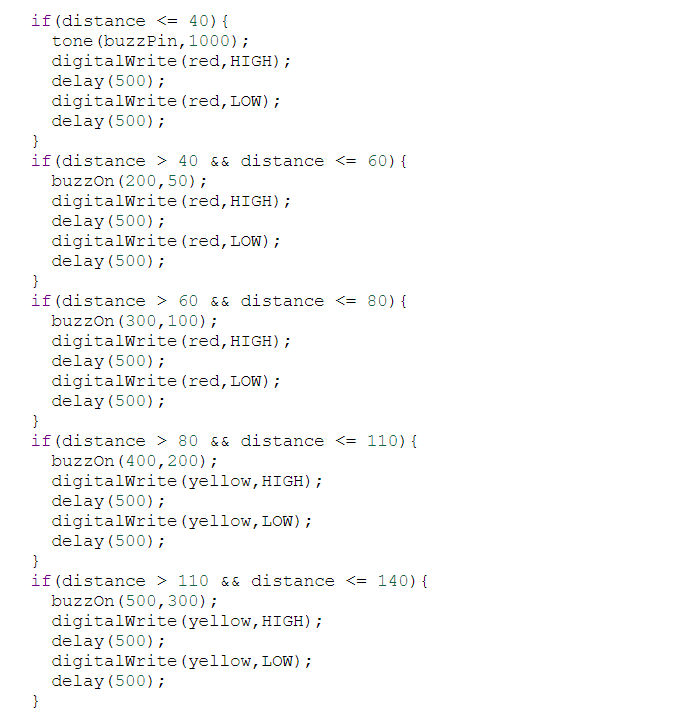 if(distance <= 40){
  tone(buzzPin,1000);
  digitalWrite(red,HIGH);
  delay(500);
  digitalWrite(red,LOW);
  delay(500);
}
if(distance > 40 && distance <= 60){
  buzzOn(200,50);
  digitalWrite(red,HIGH);
  delay(500);
  digitalWrite(red,LOW);
  delay(500);
}
if(distance > 60 && distance <= 80){
  buzzOn(300,100);
  digitalWrite(red,HIGH);
  delay(500);
  digitalWrite(red,LOW);
  delay(500);
}
if(distance > 80 && distance <= 110){
  buzzOn(400,200);
  digitalWrite(yellow,HIGH);
  delay(500);
  digitalWrite(yellow,LOW);
  delay(500);
}
if(distance > 110 && distance <= 140){
  buzzOn(500,300);
  digitalWrite(yellow,HIGH);
  delay(500);
  digitalWrite(yellow,LOW);
  delay(500);
}